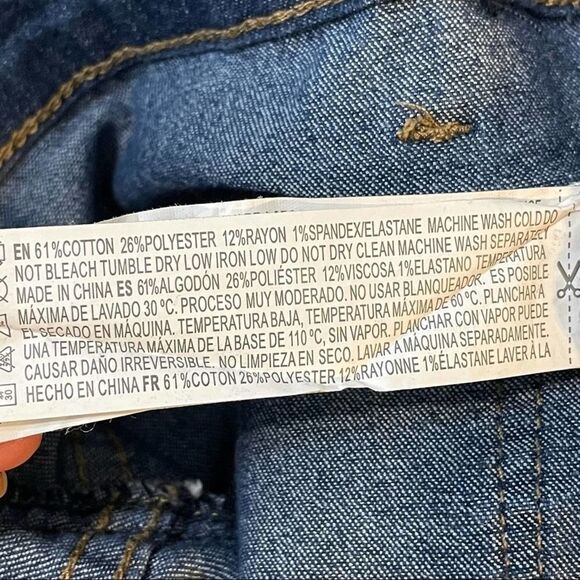 EN 61%COTTON 26%POLYESTER 12%RAYON 1%SPANDEX/ELASTANE MACHINE WASH COLD DO
NOT BLEACH TUMBLE DRY LOW IRON LOW DO NOT DRY CLEAN MACHINE WASH SEPARATELY
MADE IN CHINA ES 61%ALGODÓN 26%POLIÉSTER 12%VISCOSA 1%ELASTANO TEMPERATURA
MÁXIMA DE LAVADO 30 ºC. PROCESO MUY MODERADO. NO USAR BLANQUEADOR. ES POSIBLE
EL SECADO EN MÁQUINA. TEMPERATURA BAJA, TEMPERATURA MÁXIMA DE 60 ºC. PLANCHAR A
UNA TEMPERATURA MÁXIMA DE LA BASE DE 110 ºC, SIN VAPOR. PLANCHAR CON VAPOR PUEDE
CAUSAR DAÑO IRREVERSIBLE. NO LIMPIEZA EN SECO. LAVAR A MÁQUINA SEPARADAMENTE.
HECHO EN CHINA FR 61%COTON 26%POLYESTER 12%RAYONNE 1%ÉLASTANE LAVER À LA
30